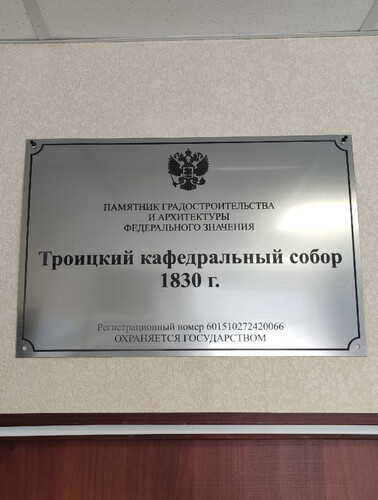 ПАМЯТНИК ГРАДОСТРОИТЕЛЬСТВА
И АРХИТЕКТУРЫ
ФЕДЕРАЛЬНОГО ЗНАЧЕНИЯ
Троицкий кафедральный собор
1830 г.
Регистрационный номер 601510272420066
ОХРАНЯЕТСЯ ГОСУДАРСТВОМ